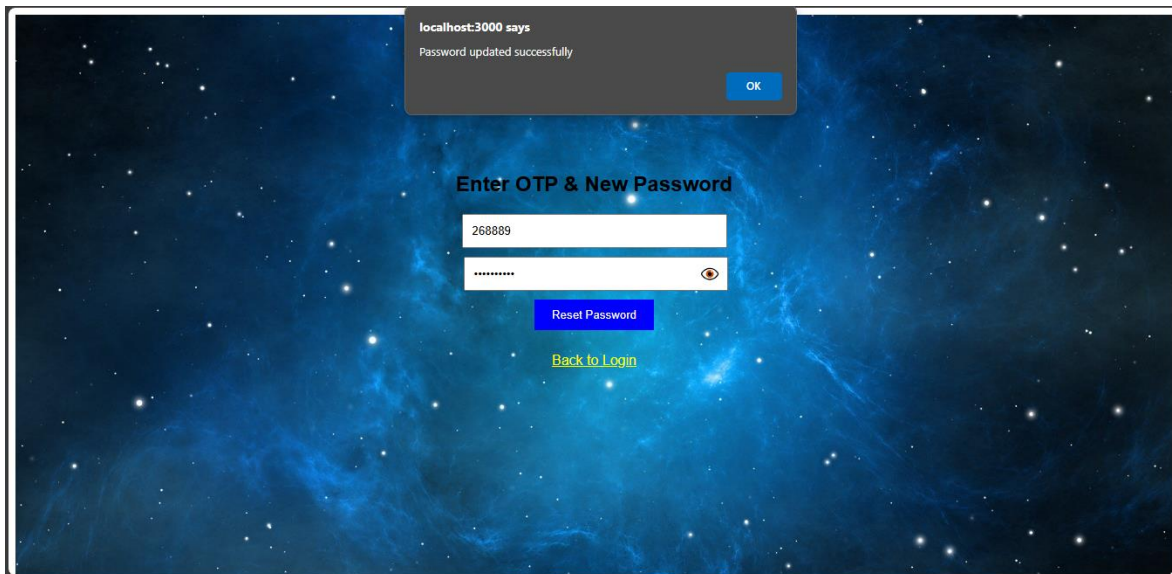 localhost:3000 says
Password updated successfully
OK
Enter OTP & New Password
268889
••••••••••
Reset Password
Back to Login